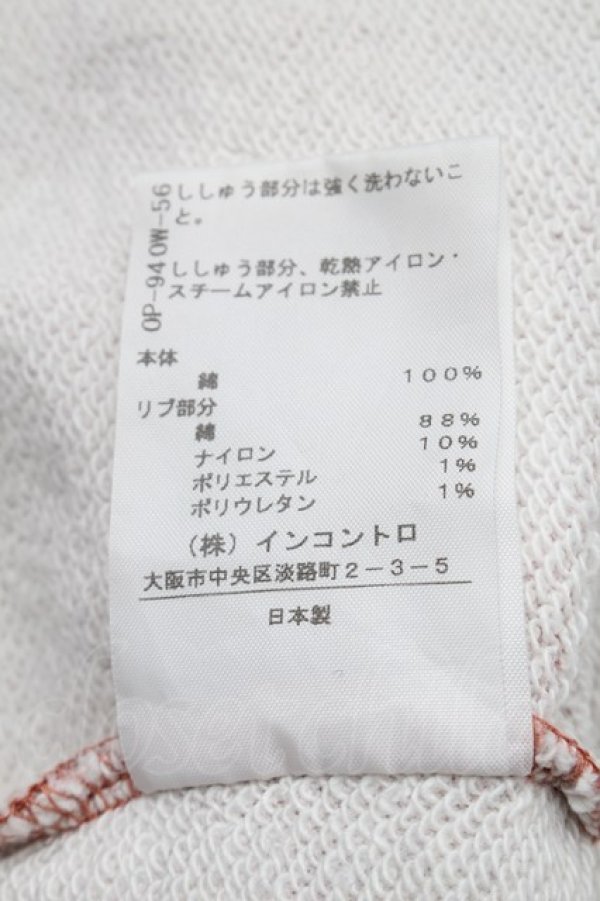 OP-940W-56
ししゅう部分は強く洗わないこ
と。
ししゅう部分、乾熱アイロン・
スチームアイロン禁止
本体
綿 100%
リブ部分
綿 88%
ナイロン 10%
ポリエステル 1%
ポリウレタン 1%
(株) インコントロ
大阪市中央区淡路町2-3-5
日本製